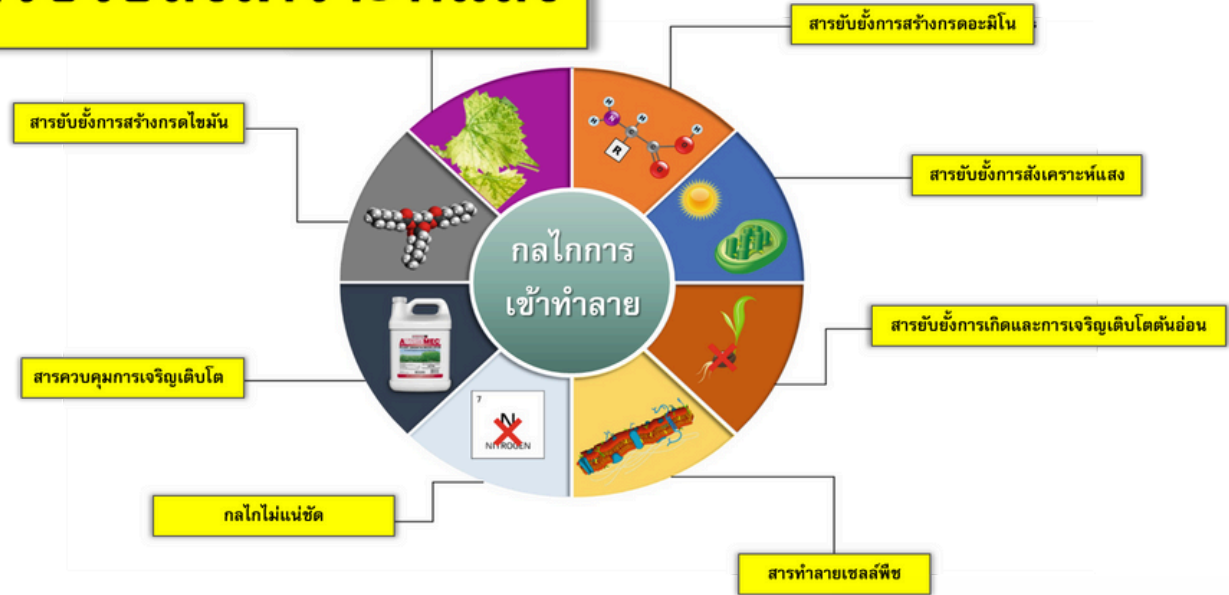 สารยับยั้งการสร้างกรดอะมิโน
สารยับยั้งการสร้างกรดไขมัน
สารยับยั้งการสังเคราะห์แสง
กลไกการ
เข้าทำลาย
สารยับยั้งการเกิดและการเจริญเติบโตต้นอ่อน
สารควบคุมการเจริญเติบโต
7
N
NITROGEN
กลไกไม่แน่ชัด
สารทำลายเซลล์พืช
H
H
N
H
R
O
O
H